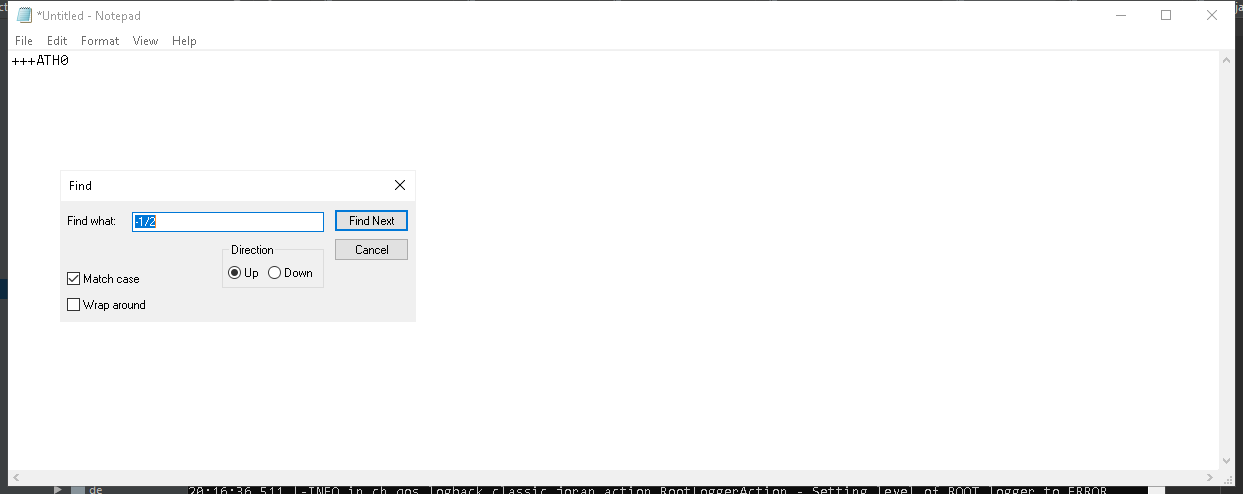 *Untitled - Notepad
File Edit Format View Help
+++ATH0
Find
Find what: -1/2 Find Next
Direction Cancel
Up Down
Match case
Wrap around
de 20:16:36,511 |-INFO in ch.qos.logback.classic.joran.action.RootLoggerAction - Setting level of ROOT logger to ERROR